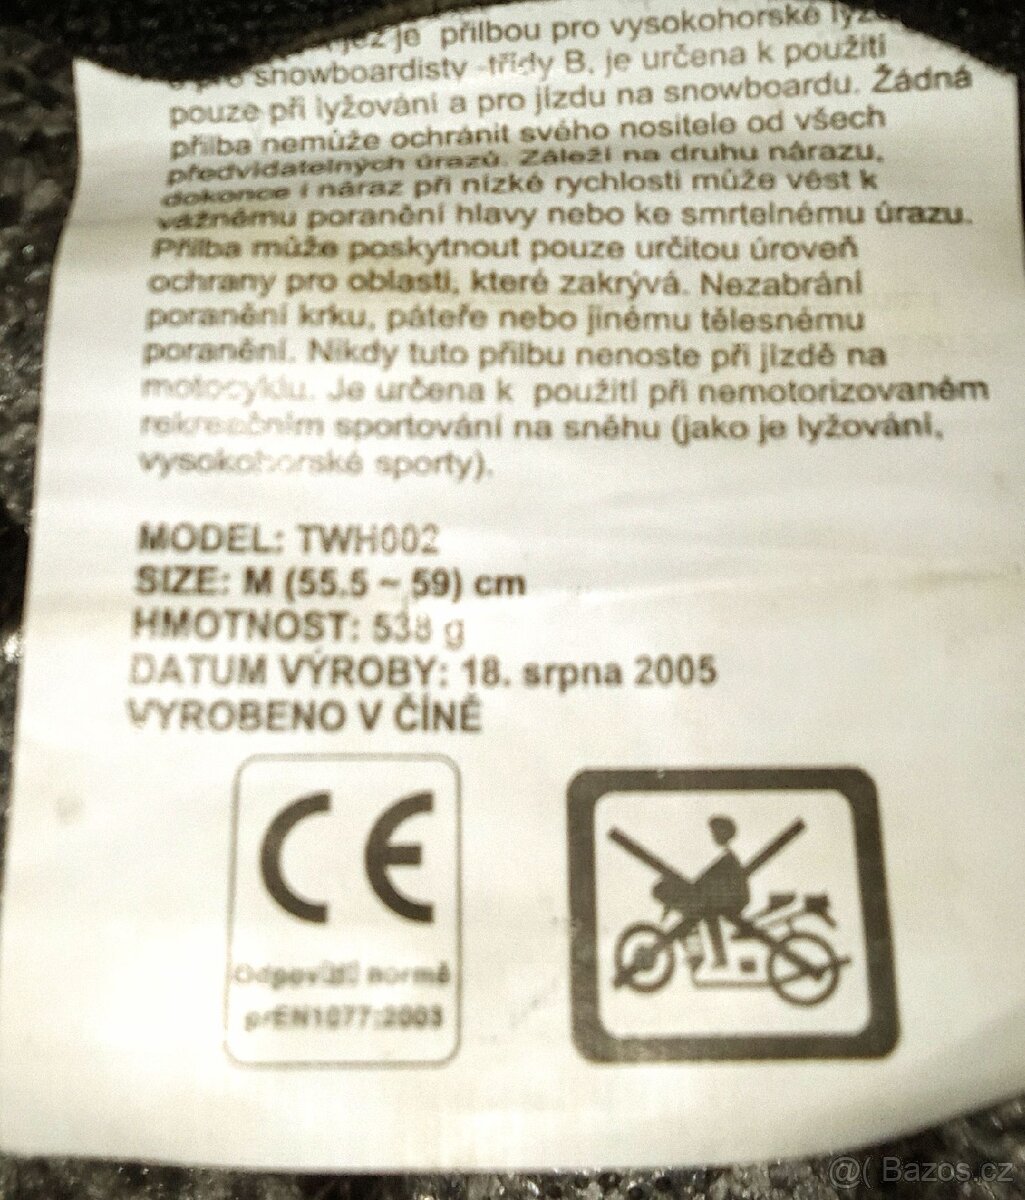 jež je přilbou pro vysokohorské
snowboardisty -třídy B, je určena k použití
pouze při lyžování a pro jízdu na snowboardu. Žádná
přilba nemůže ochránit svého nositele od všech
předvídatelných úrazů. Záleží na druhu nárazu,
dokonce i náraz při nízké rychlosti může vést k
vážnému poranění hlavy nebo ke smrtelnému úrazu.
Přilba může poskytnout pouze určitou úroveň
ochrany pro oblasti, které zakrývá. Nezabrání
poranění krku, páteře nebo jinému tělesnému
poranění. Nikdy tuto přilbu nenoste při jízdě na
motocyklu. Je určena k použití při nemotorizovaném
rekreačním sportování na sněhu (jako je lyžování,
vysokohorské sporty).
MODEL: TWH002
SIZE: M (55.5 ~ 59) cm
HMOTNOST: 538 g
DATUM VÝROBY: 18. srpna 2005
VYROBENO V ČÍNĚ
CE
Odpovídá normě
prEN1077:2003
@( Bazos.cz